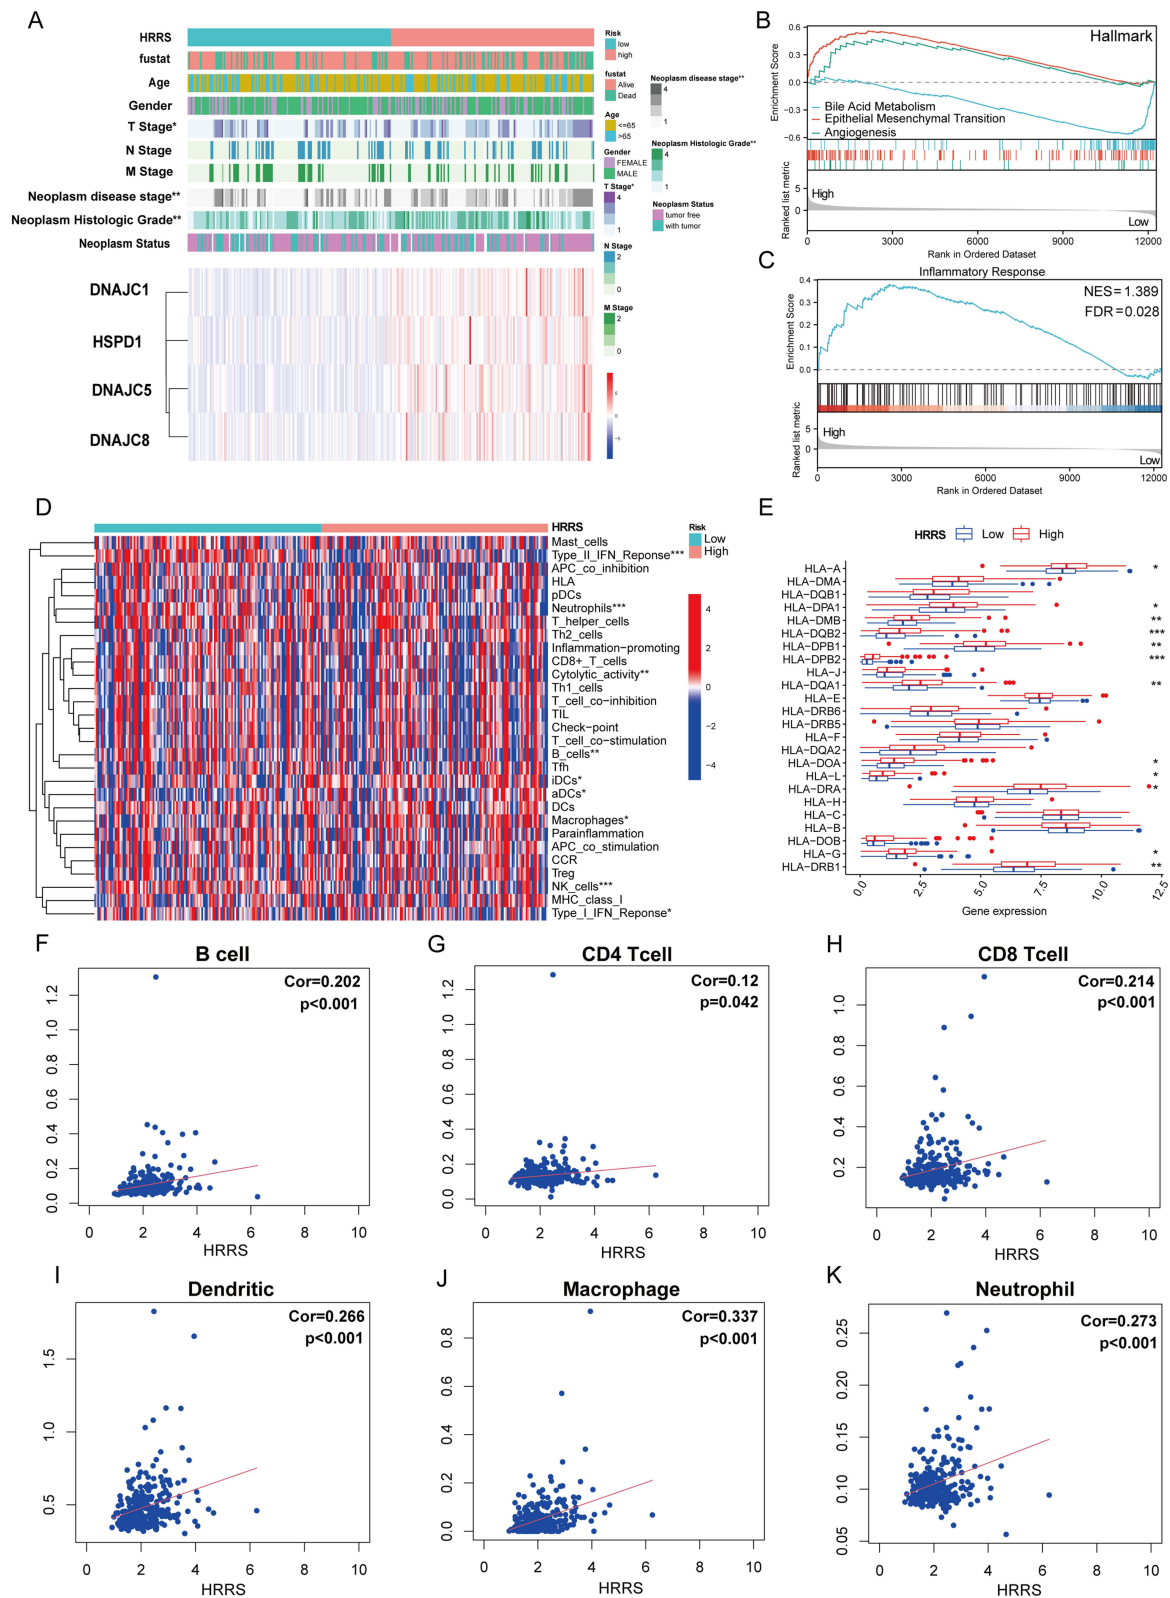 A
HRRS
fustat
Age
Gender
T Stage*
N Stage
M Stage
Neoplasm disease stage**
Neoplasm Histologic Grade**
Neoplasm Status
DNAJC1
HSPD1
DNAJC5
DNAJC8
Risk
low
high
fustat
Alive
Dead
Age
<=65
>65
Gender
FEMALE
MALE
T Stage*
4
1
N Stage
2
0
M Stage
2
0
5
0
-5
Neoplasm disease stage**
4
1
Neoplasm Histologic Grade**
4
1
Neoplasm Status
tumor free
with tumor
B
Hallmark
Enrichment Score
0.6
0.3
0.0
-0.3
-0.6
Bile Acid Metabolism
Epithelial Mesenchymal Transition
Angiogenesis
Ranked list metric
5
0
High
Low
0 3000 6000 9000 12000
Rank in Ordered Dataset
C
Inflammatory Response
NES=1.389
FDR=0.028
Enrichment Score
0.4
0.3
0.2
0.1
0.0
Ranked list metric
5
0
High
Low
0 3000 6000 9000 12000
Rank in Ordered Dataset
D
HRRS
Mast_cells
Type_II_IFN_Reponse***
APC_co_inhibition
HLA
pDCs
Neutrophils***
T_helper_cells
Th2_cells
Inflammation-promoting
CD8+_T_cells
Cytolytic_activity**
Th1_cells
T_cell_co-inhibition
TIL
Check-point
T_cell_co-stimulation
B_cells**
Tfh
iDCs*
aDCs*
DCs
Macrophages*
Parainflammation
APC_co_stimulation
CCR
Treg
NK_cells***
MHC_class_I
Type_I_IFN_Reponse*
Risk
Low
High
4
2
0
-2
-4
E
HRRS Low High
HLA-A *
HLA-DMA
HLA-DQB1
HLA-DPA1 *
HLA-DMB **
HLA-DQB2 ***
HLA-DPB1 **
HLA-DPB2 ***
HLA-J
HLA-DQA1 **
HLA-E
HLA-DRB6
HLA-DRB5
HLA-F
HLA-DQA2
HLA-DOA *
HLA-L *
HLA-DRA *
HLA-H
HLA-C
HLA-B
HLA-DOB
HLA-G *
HLA-DRB1 **
0.0 2.5 5.0 7.5 10.0 12.5
Gene expression
F
B cell
Cor=0.202
p<0.001
1.2
1.0
0.8
0.6
0.4
0.2
0.0
0 2 4 6 8 10
HRRS
G
CD4 Tcell
Cor=0.12
p=0.042
1.2
1.0
0.8
0.6
0.4
0.2
0.0
0 2 4 6 8 10
HRRS
H
CD8 Tcell
Cor=0.214
p<0.001
1.0
0.8
0.6
0.4
0.2
0 2 4 6 8 10
HRRS
I
Dendritic
Cor=0.266
p<0.001
1.5
1.0
0.5
0 2 4 6 8 10
HRRS
J
Macrophage
Cor=0.337
p<0.001
0.8
0.6
0.4
0.2
0.0
0 2 4 6 8 10
HRRS
K
Neutrophil
Cor=0.273
p<0.001
0.25
0.20
0.15
0.10
0.05
0 2 4 6 8 10
HRRS